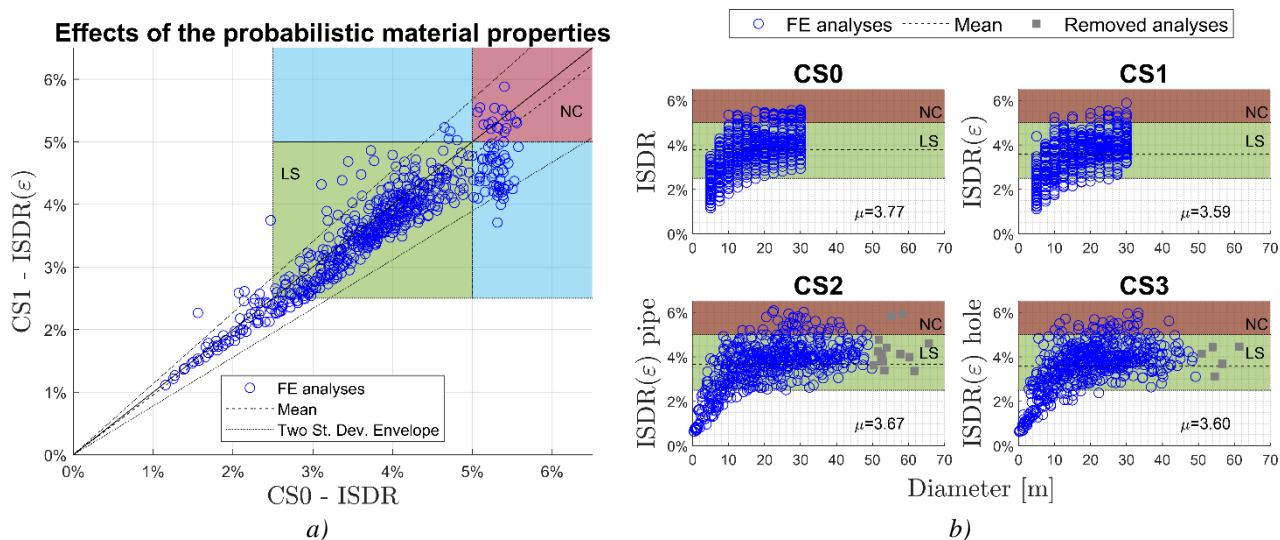 Effects of the probabilistic material properties
CS1 - ISDR(ε)
6%
5%
4%
3%
2%
1%
0%
NC
LS
FE analyses
Mean
Two St. Dev. Envelope
0% 1% 2% 3% 4% 5% 6%
CS0 - ISDR
a)
FE analyses Mean Removed analyses
CS0
ISDR
6%
4%
2%
0%
NC
LS
μ=3.77
0 10 20 30 40 50 60 70
CS1
ISDR(ε)
6%
4%
2%
0%
NC
LS
μ=3.59
0 10 20 30 40 50 60 70
CS2
ISDR(ε) pipe
6%
4%
2%
0%
NC
LS
μ=3.67
0 10 20 30 40 50 60 70
CS3
ISDR(ε) hole
6%
4%
2%
0%
NC
LS
μ=3.60
0 10 20 30 40 50 60 70
Diameter [m]
b)